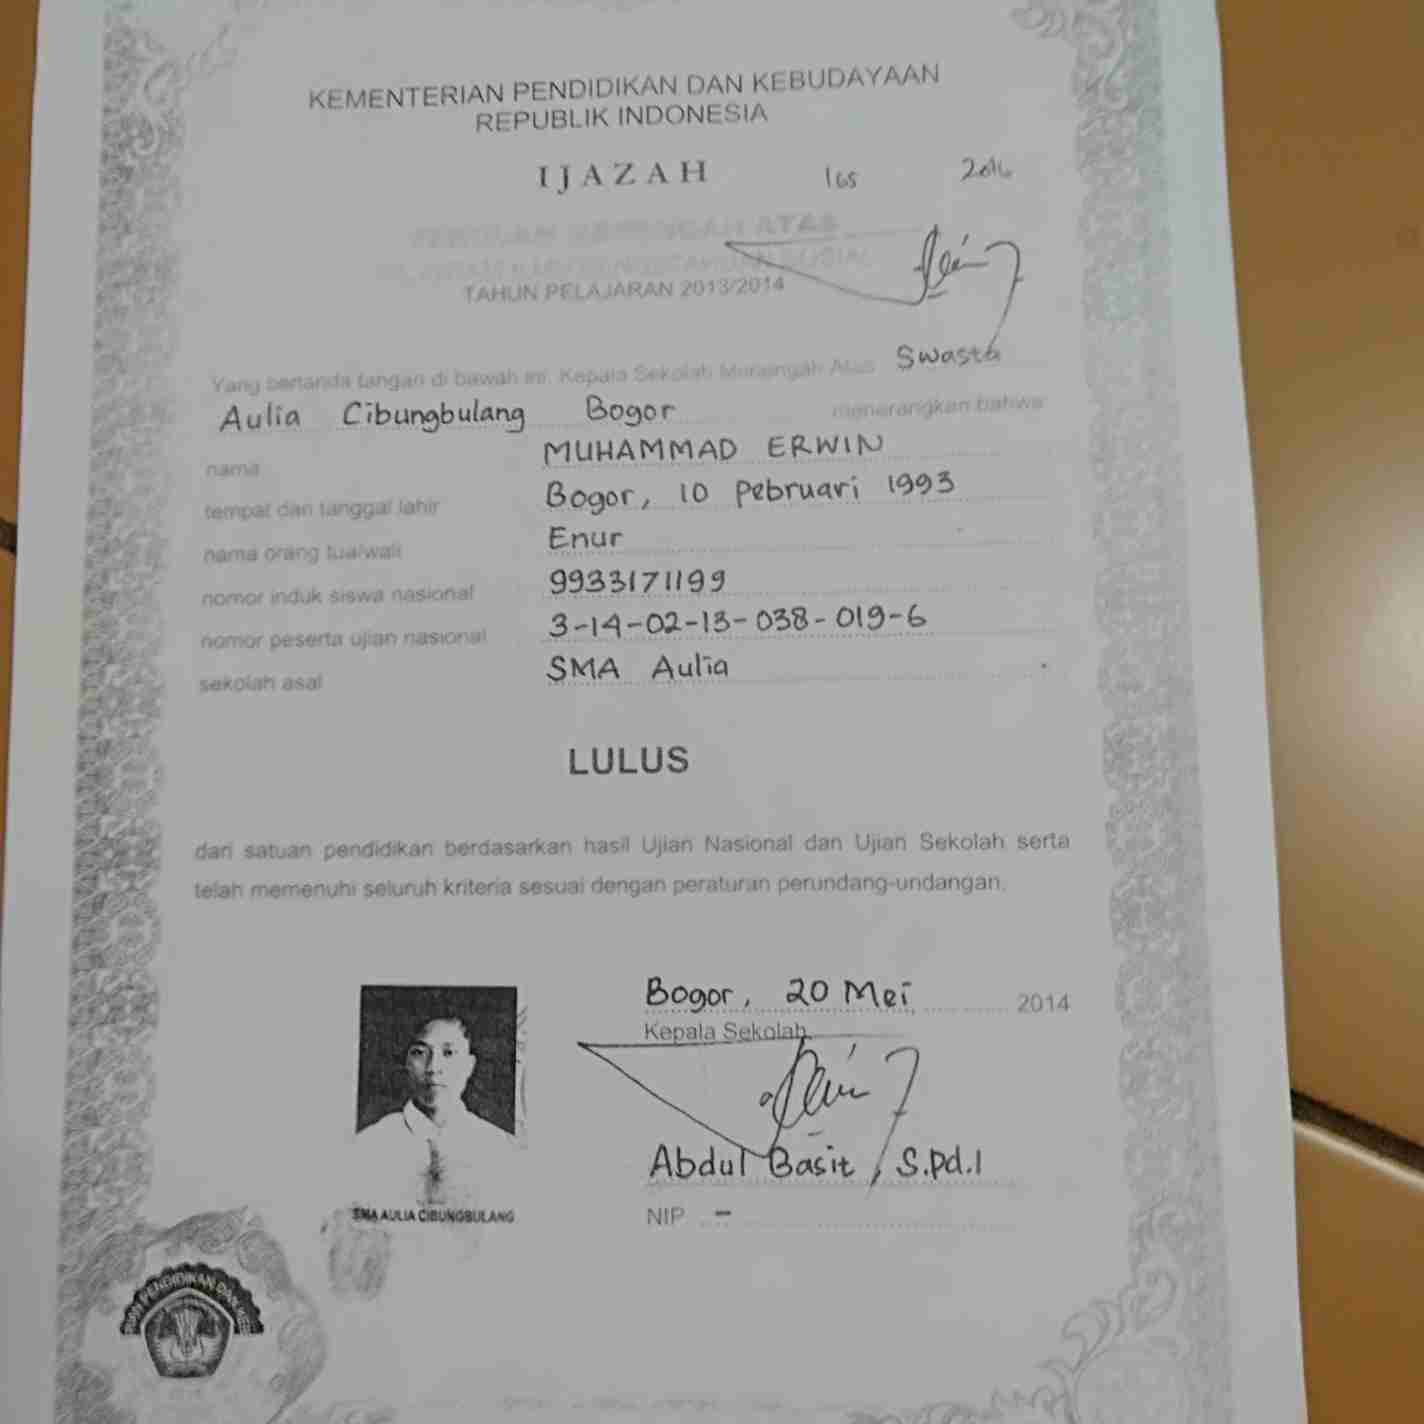 KEMENTERIAN PENDIDIKAN DAN KEBUDAYAAN
REPUBLIK INDONESIA
IJAZAH
165 2016
SEKOLAH MENENGAH ATAS
TAHUN PELAJARAN 2013/2014
Yang bertanda tangan di bawah ini, Kepala Sekolah Menengah Atas Swasta
Aulia Cibungbulang Bogor menerangkan bahwa
nama MUHAMMAD ERWIN
tempat dan tanggal lahir Bogor, 10 Pebruari 1993
nama orang tua/wali Enur
nomor induk siswa nasional 9933171199
nomor peserta ujian nasional 3-14-02-13-038-019-6
sekolah asal SMA Aulia
LULUS
dari satuan pendidikan berdasarkan hasil Ujian Nasional dan Ujian Sekolah serta
telah memenuhi seluruh kriteria sesuai dengan peraturan perundang-undangan.
Bogor, 20 Mei 2014
Kepala Sekolah
Abdul Basit, S.Pd.I
NIP -
SMA AULIA CIBUNGBULANG